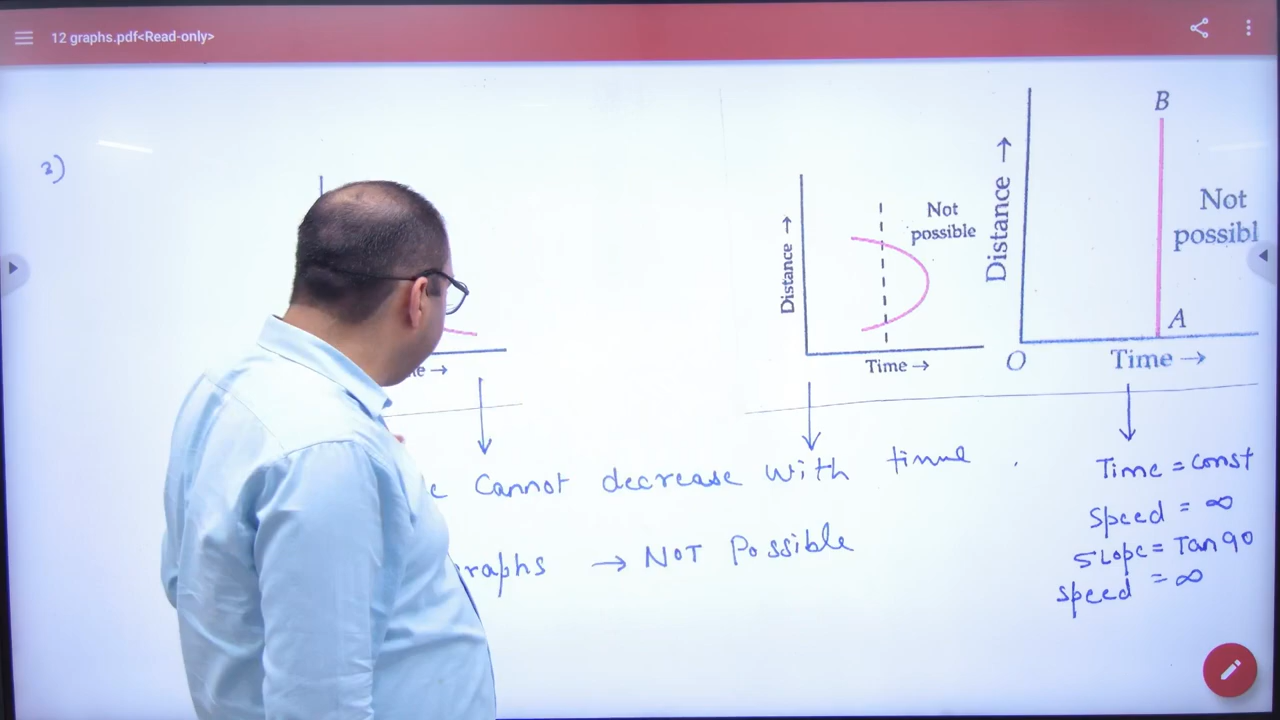 12 graphs.pdf<Read-only>
B
Not
possible
Not
possibl
Distance →
Distance →
A
O
Time →
Time →
e →
c Cannot decrease with time .
raphs → NOT Possible
Time = const
Speed = ∞
SLope = Tan 90
Speed = ∞